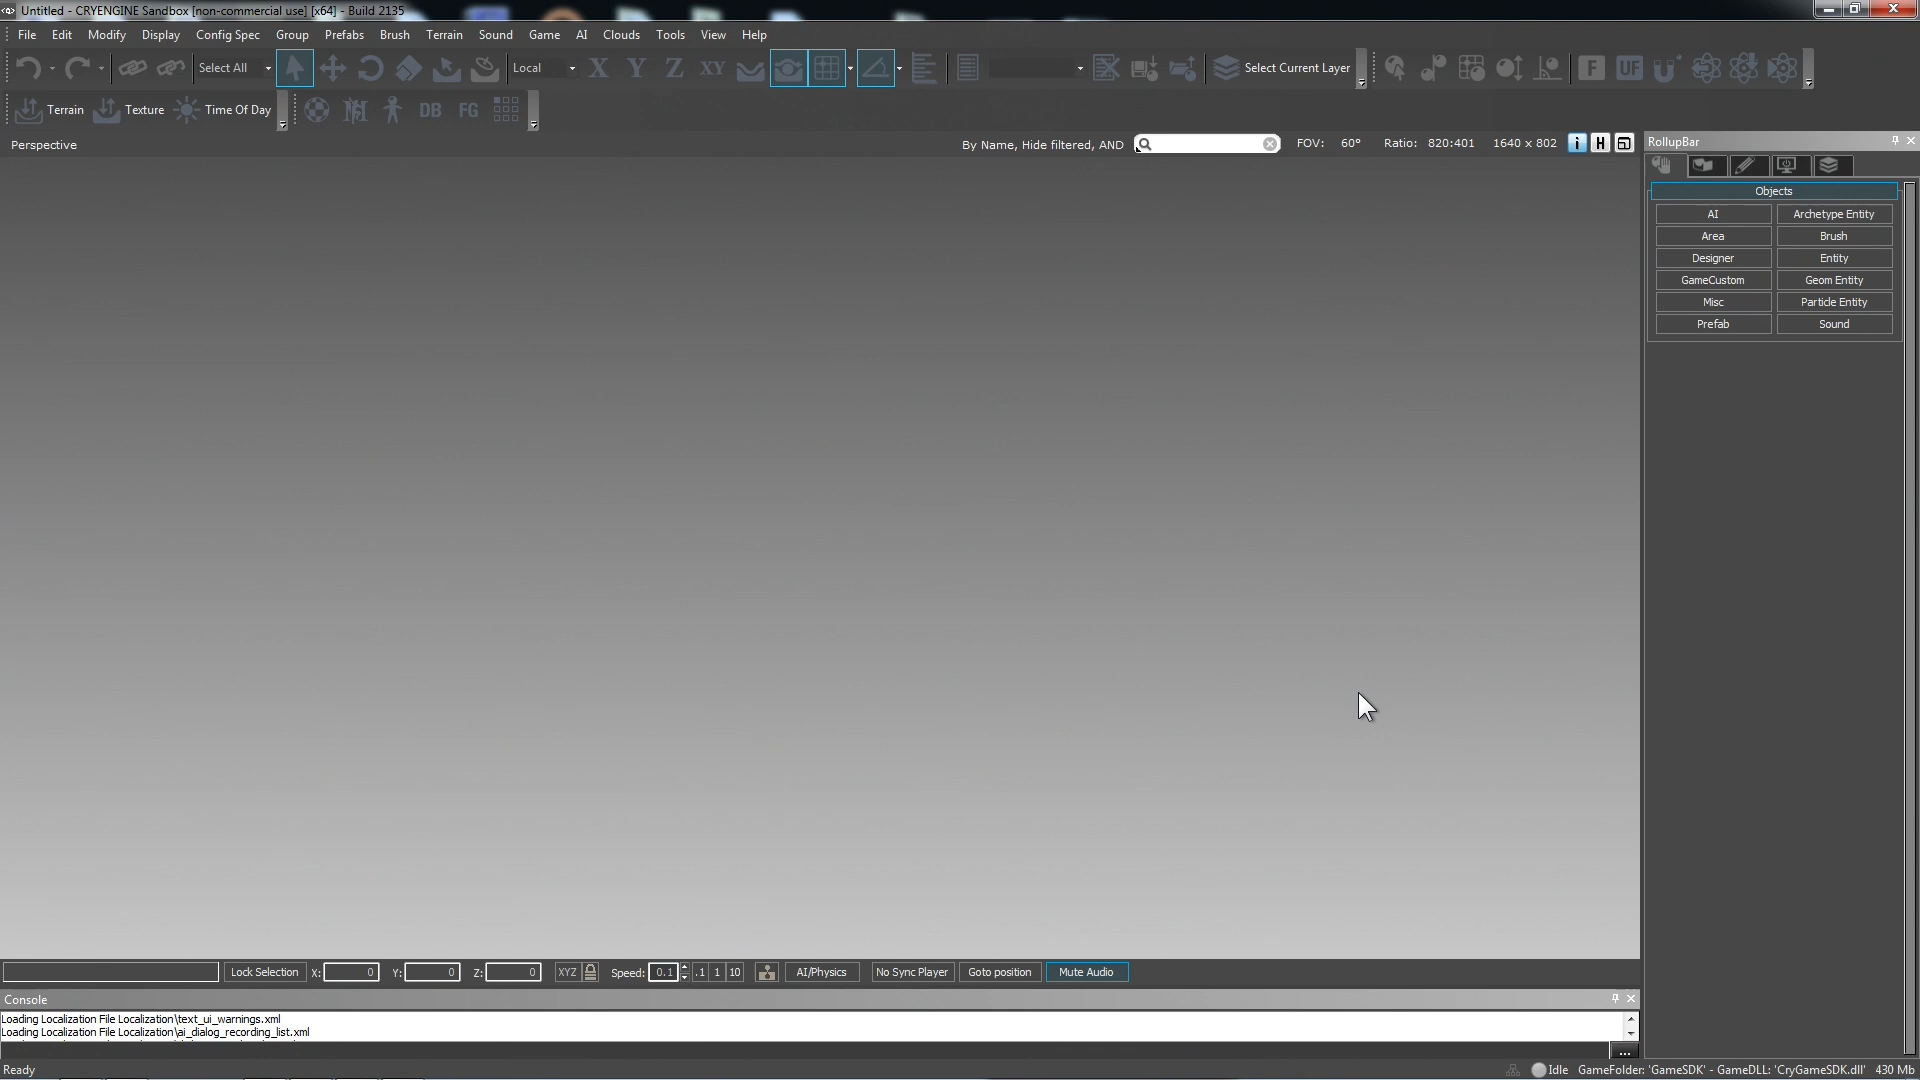 Untitled - CRYENGINE Sandbox [non-commercial use] [x64] - Build 2135
File Edit Modify Display Config Spec Group Prefabs Brush Terrain Sound Game AI Clouds Tools View Help
Select All Local X Y Z XY Select Current Layer F UF
Terrain Texture Time Of Day DB FG
Perspective By Name, Hide filtered, AND FOV: 60° Ratio: 820:401 1640 x 802 i H
RollupBar
Objects
AI Archetype Entity
Area Brush
Designer Entity
GameCustom Geom Entity
Misc Particle Entity
Prefab Sound
Lock Selection X: 0 Y: 0 Z: 0 XYZ Speed: 0.1 .1 1 10 AI/Physics No Sync Player Goto position Mute Audio
Console
Loading Localization File Localization\text_ui_warnings.xml
Loading Localization File Localization\ai_dialog_recording_list.xml
...
Ready Idle GameFolder: 'GameSDK' - GameDLL: 'CryGameSDK.dll' 430 Mb